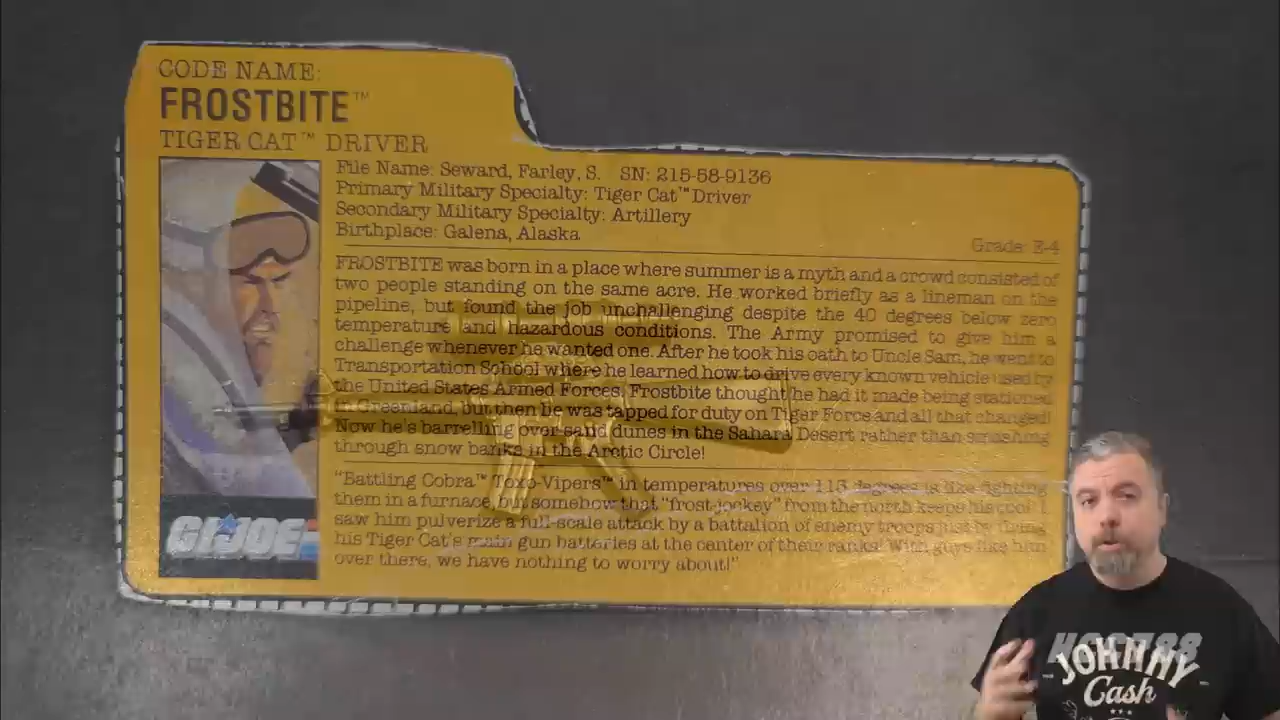 CODE NAME:
FROSTBITE™
TIGER CAT™ DRIVER
File Name: Seward, Farley, S. SN: 215-58-9136
Primary Military Specialty: Tiger Cat™ Driver
Secondary Military Specialty: Artillery
Birthplace: Galena, Alaska
Grade: E-4
FROSTBITE was born in a place where summer is a myth and a crowd consisted of
two people standing on the same acre. He worked briefly as a lineman on the
pipeline, but found the job unchallenging despite the 40 degrees below zero
temperature and hazardous conditions. The Army promised to give him a
challenge whenever he wanted one. After he took his oath to Uncle Sam, he went to
Transportation School where he learned how to drive every known vehicle used by
the United States Armed Forces. Frostbite thought he had it made being stationed
in Greenland, but then he was tapped for duty on Tiger Force and all that changed!
Now he's barrelling over sand dunes in the Sahara Desert rather than smashing
through snow banks in the Arctic Circle!
"Battling Cobra™ Toxo-Vipers™ in temperatures over 113 degrees is like fighting
them in a furnace, but somehow that "frost-jockey" from the north keeps his cool. I
saw him pulverize a full-scale attack by a battalion of enemy troops just by firing
his Tiger Cat's main gun batteries at the center of their ranks! With guys like him
over there, we have nothing to worry about!"
GI JOE
HCC788
JOHNNY
Cash